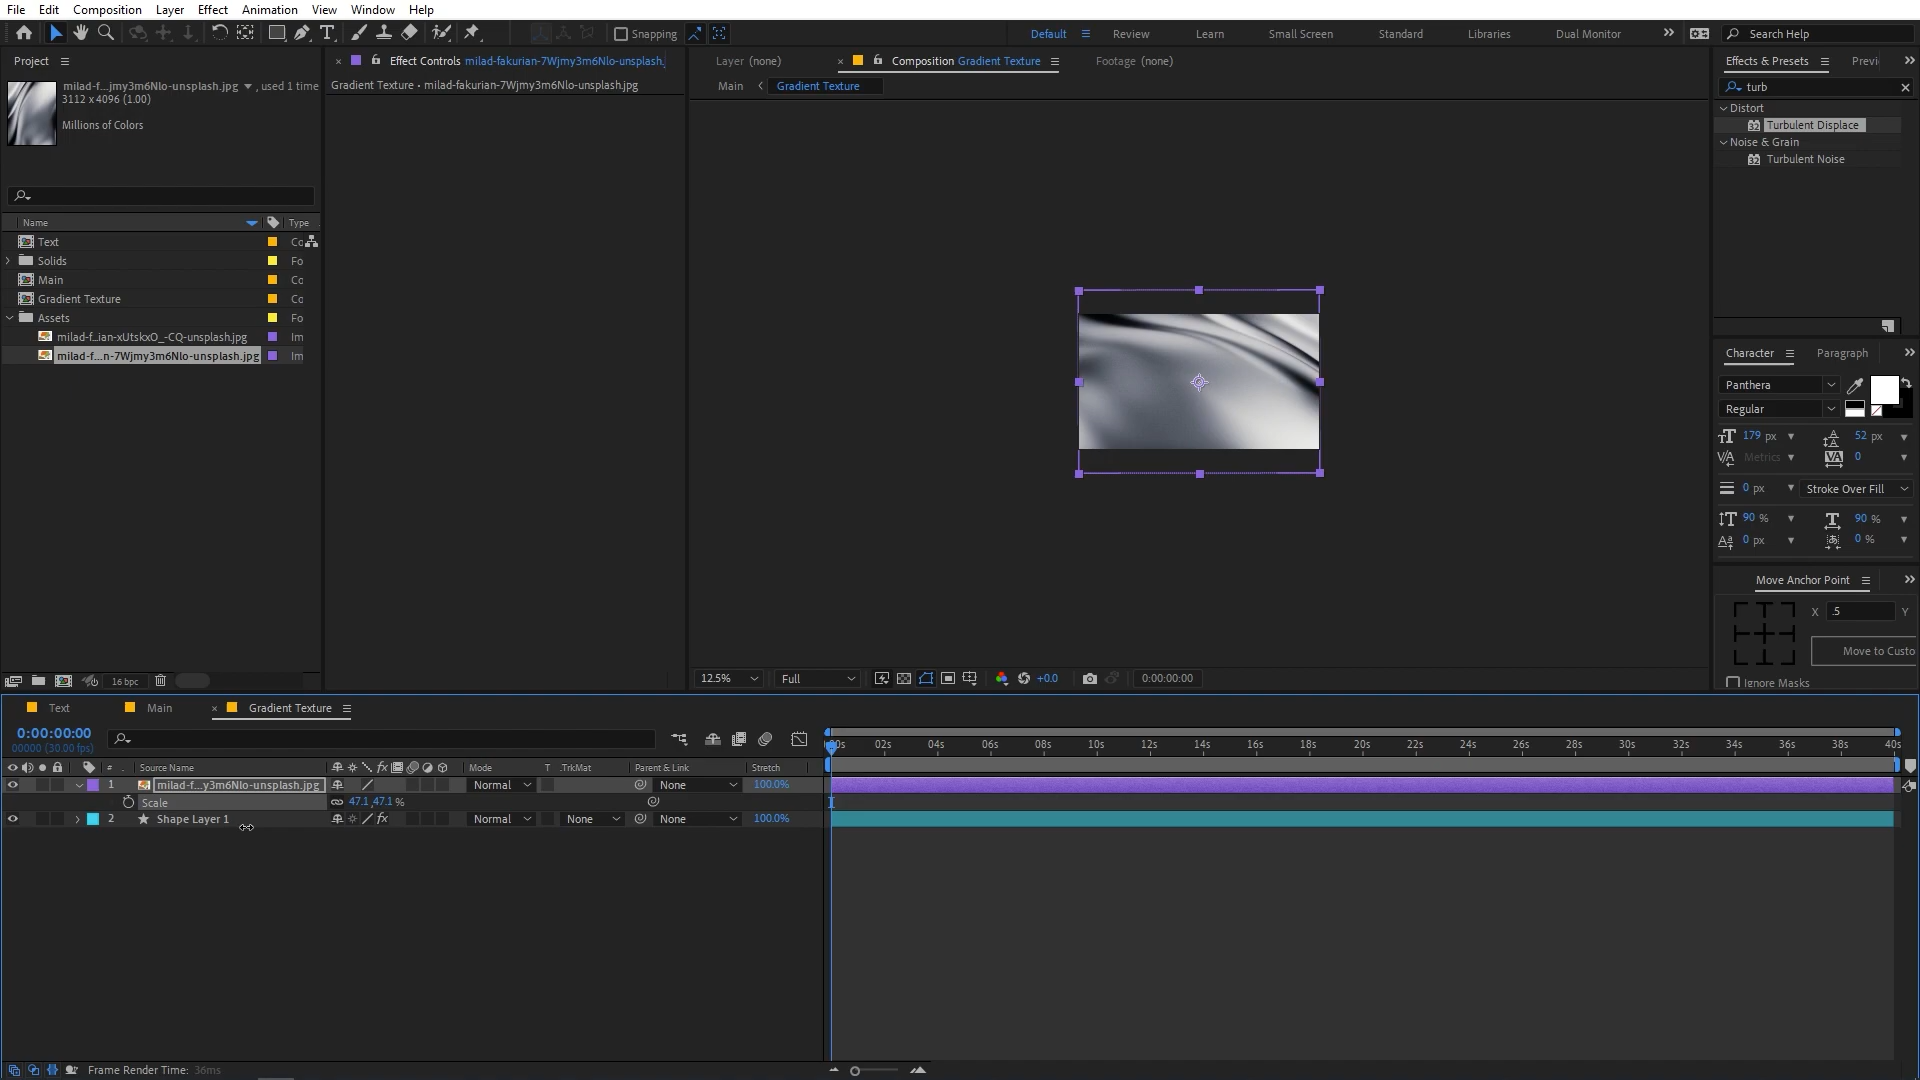 File Edit Composition Layer Effect Animation View Window Help
Snapping
Default Review Learn Small Screen Standard Libraries Dual Monitor Search Help
Project
milad-f...jmy3m6Nlo-unsplash.jpg , used 1 time
3112 x 4096 (1.00)
Millions of Colors
Name Type
Text Cc
Solids Fo
Main Cc
Gradient Texture Cc
Assets Fo
milad-f...ian-xUtskxO_-CQ-unsplash.jpg Im
milad-f...n-7Wjmy3m6Nlo-unsplash.jpg Im
16 bpc
Effect Controls milad-fakurian-7Wjmy3m6Nlo-unsplash.j
Gradient Texture • milad-fakurian-7Wjmy3m6Nlo-unsplash.jpg
Layer (none) Composition Gradient Texture Footage (none)
Main Gradient Texture
12.5% Full +0.0 0:00:00:00
Effects & Presets Previ
turb
Distort
Turbulent Displace
Noise & Grain
Turbulent Noise
Character Paragraph
Panthera
Regular
179 px 52 px
Metrics 0
0 px Stroke Over Fill
90 % 90 %
0 px 0 %
Move Anchor Point
X .5 Y
Move to Custo
Ignore Masks
Text Main Gradient Texture
0:00:00:00
00000 (30.00 fps)
# Source Name Mode T .TrkMat Parent & Link Stretch
1 milad-f...y3m6Nlo-unsplash.jpg Normal None 100.0%
Scale 47.1,47.1 %
2 Shape Layer 1 Normal None None 100.0%
:00s 02s 04s 06s 08s 10s 12s 14s 16s 18s 20s 22s 24s 26s 28s 30s 32s 34s 36s 38s 40s
Frame Render Time: 36ms